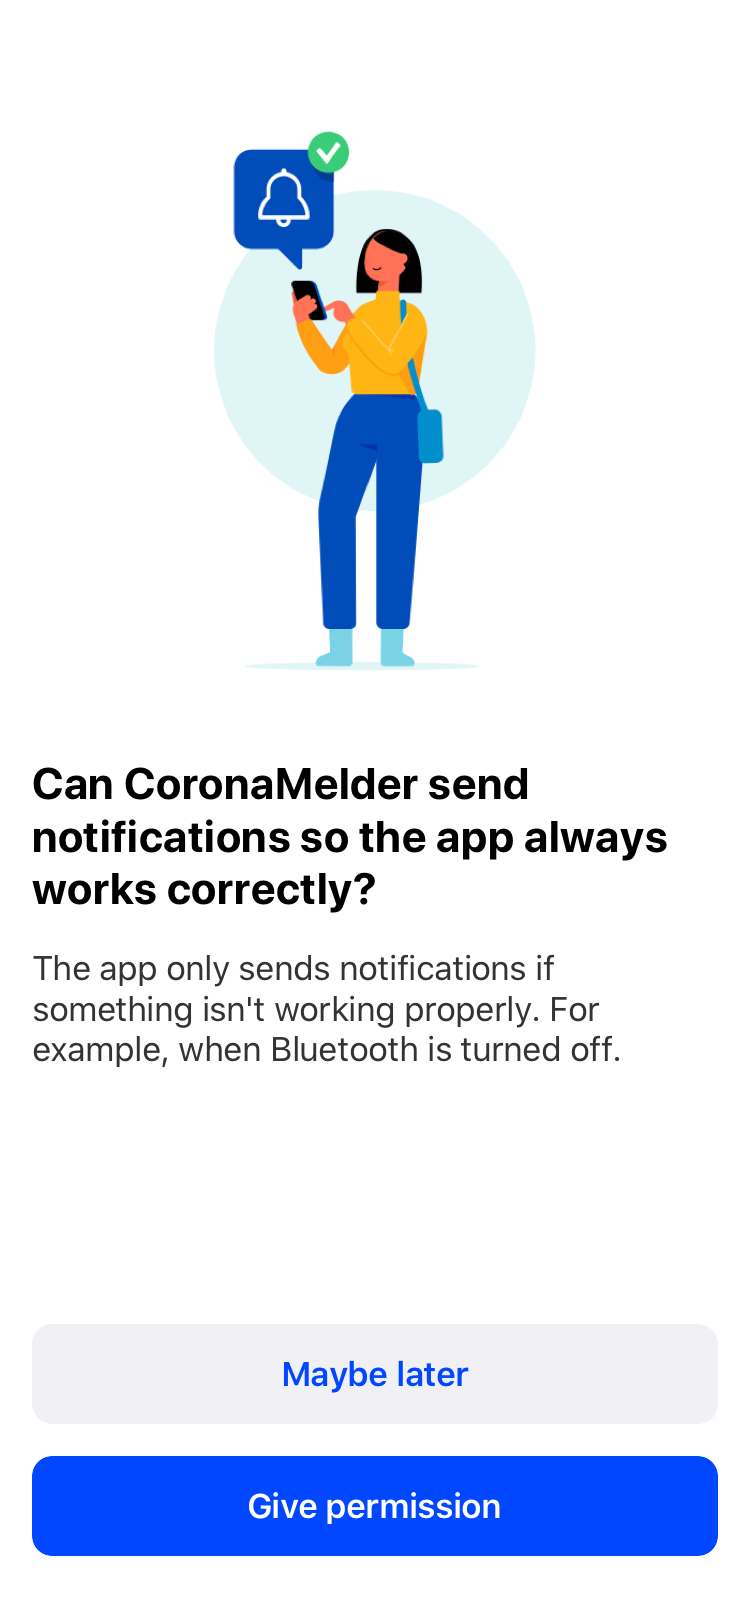 Can CoronaMelder send
notifications so the app always
works correctly?
The app only sends notifications if
something isn't working properly. For
example, when Bluetooth is turned off.
Maybe later
Give permission